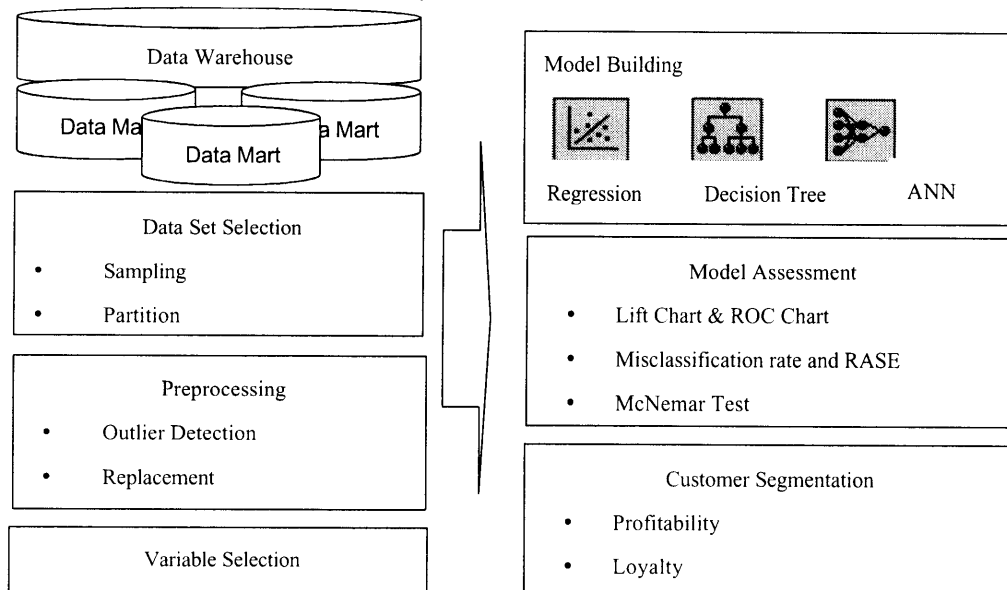 Data Warehouse
Data Ma
a Mart
Data Mart
Data Set Selection
• Sampling
• Partition
Preprocessing
• Outlier Detection
• Replacement
Variable Selection
Model Building
Regression Decision Tree ANN
Model Assessment
• Lift Chart & ROC Chart
• Misclassification rate and RASE
• McNemar Test
Customer Segmentation
• Profitability
• Loyalty